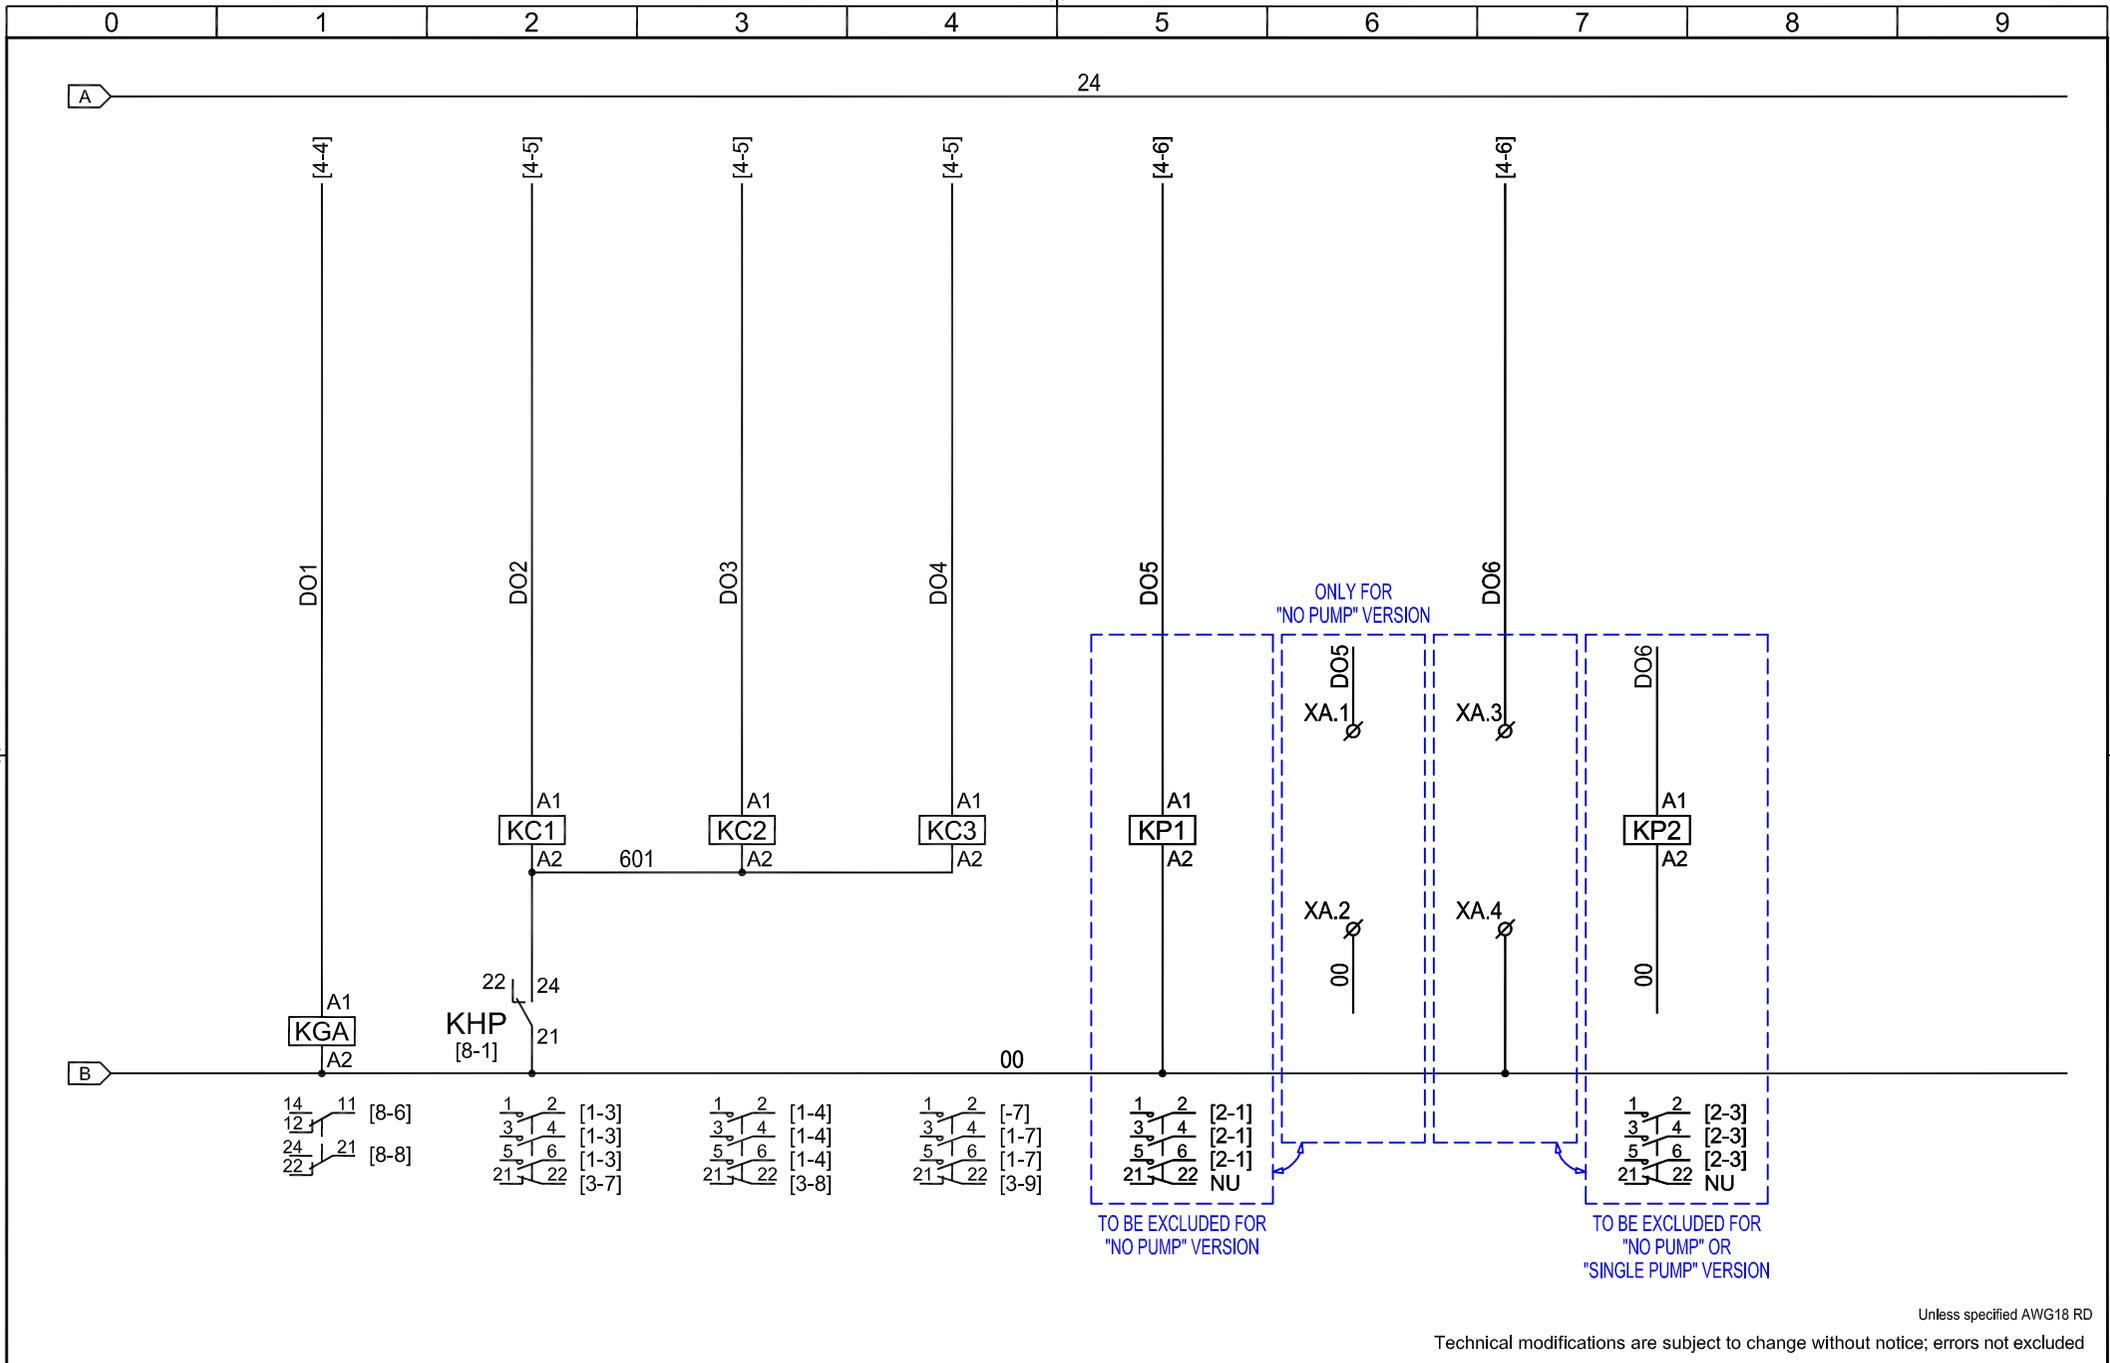 0 1 2 3 4 5 6 7 8 9
A 24
[4-4] [4-5] [4-5] [4-5] [4-6] [4-6]
DO1 DO2 DO3 DO4 DO5 DO6
ONLY FOR
"NO PUMP" VERSION
DO5 DO6
XA.1 XA.3
A1 A1 A1 A1 A1
KC1 KC2 KC3 KP1 KP2
A2 601 A2 A2 A2 A2
XA.2 XA.4
22 24 00 00
A1
KGA KHP 21
[8-1]
A2 00
B
14 11 [8-6] 1 2 [1-3] 1 2 [1-4] 1 2 [-7] 1 2 [2-1] 1 2 [2-3]
12 3 4 [1-3] 3 4 [1-4] 3 4 [1-7] 3 4 [2-1] 3 4 [2-3]
24 21 [8-8] 5 6 [1-3] 5 6 [1-4] 5 6 [1-7] 5 6 [2-1] 5 6 [2-3]
22 21 22 [3-7] 21 22 [3-8] 21 22 [3-9] 21 22 NU 21 22 NU
TO BE EXCLUDED FOR
"NO PUMP" VERSION
TO BE EXCLUDED FOR
"NO PUMP" OR
"SINGLE PUMP" VERSION
Unless specified AWG18 RD
Technical modifications are subject to change without notice; errors not excluded